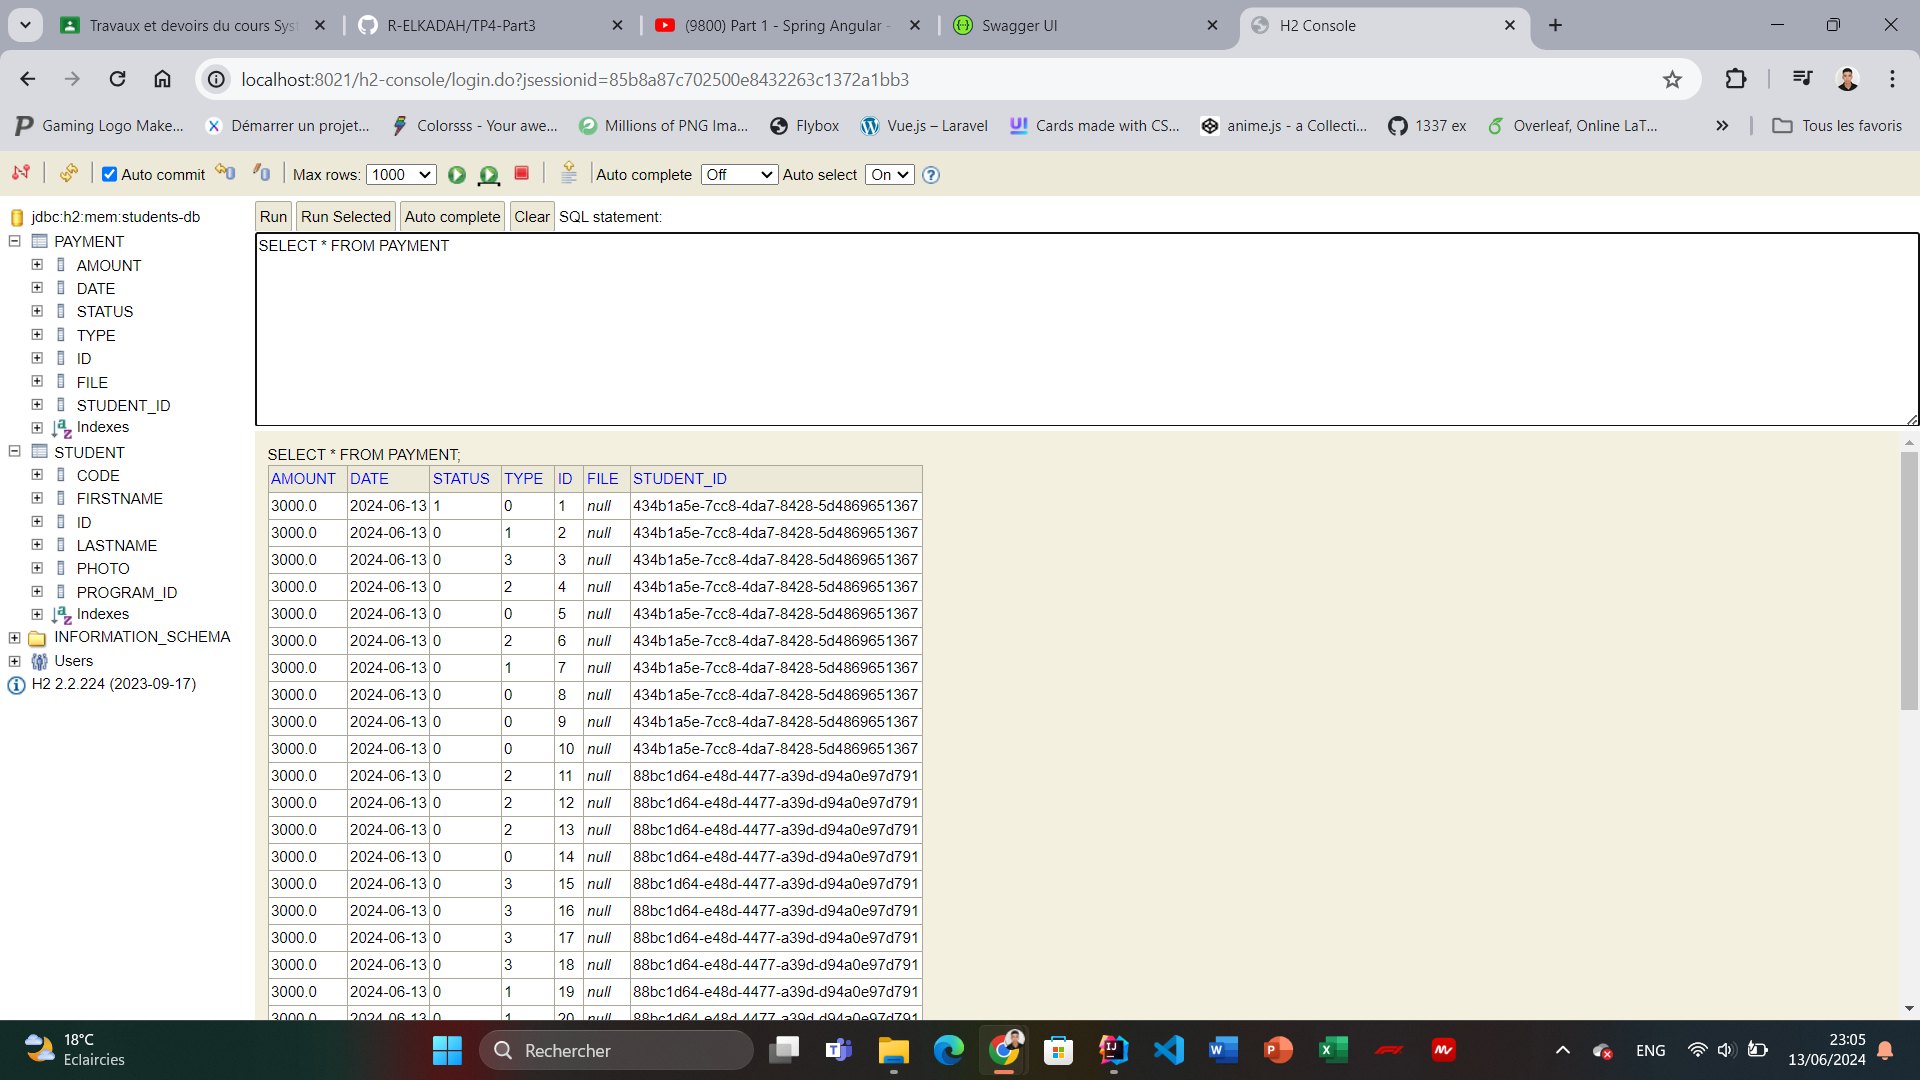 Travaux et devoirs du cours Syst
R-ELKADAH/TP4-Part3
(9800) Part 1 - Spring Angular -
Swagger UI
H2 Console
localhost:8021/h2-console/login.do?jsessionid=85b8a87c702500e8432263c1372a1bb3
Gaming Logo Make...
Démarrer un projet...
Colorsss - Your awe...
Millions of PNG Ima...
Flybox
Vue.js – Laravel
Cards made with CS...
anime.js - a Collecti...
1337 ex
Overleaf, Online LaT...
Tous les favoris
Auto commit
Max rows: 1000
Auto complete Off
Auto select On
jdbc:h2:mem:students-db
PAYMENT
AMOUNT
DATE
STATUS
TYPE
ID
FILE
STUDENT_ID
Indexes
STUDENT
CODE
FIRSTNAME
ID
LASTNAME
PHOTO
PROGRAM_ID
Indexes
INFORMATION_SCHEMA
Users
H2 2.2.224 (2023-09-17)
Run Run Selected Auto complete Clear SQL statement:
SELECT * FROM PAYMENT
SELECT * FROM PAYMENT;
AMOUNT DATE STATUS TYPE ID FILE STUDENT_ID
3000.0 2024-06-13 1 0 1 null 434b1a5e-7cc8-4da7-8428-5d4869651367
3000.0 2024-06-13 0 1 2 null 434b1a5e-7cc8-4da7-8428-5d4869651367
3000.0 2024-06-13 0 3 3 null 434b1a5e-7cc8-4da7-8428-5d4869651367
3000.0 2024-06-13 0 2 4 null 434b1a5e-7cc8-4da7-8428-5d4869651367
3000.0 2024-06-13 0 0 5 null 434b1a5e-7cc8-4da7-8428-5d4869651367
3000.0 2024-06-13 0 2 6 null 434b1a5e-7cc8-4da7-8428-5d4869651367
3000.0 2024-06-13 0 1 7 null 434b1a5e-7cc8-4da7-8428-5d4869651367
3000.0 2024-06-13 0 0 8 null 434b1a5e-7cc8-4da7-8428-5d4869651367
3000.0 2024-06-13 0 0 9 null 434b1a5e-7cc8-4da7-8428-5d4869651367
3000.0 2024-06-13 0 0 10 null 434b1a5e-7cc8-4da7-8428-5d4869651367
3000.0 2024-06-13 0 2 11 null 88bc1d64-e48d-4477-a39d-d94a0e97d791
3000.0 2024-06-13 0 2 12 null 88bc1d64-e48d-4477-a39d-d94a0e97d791
3000.0 2024-06-13 0 2 13 null 88bc1d64-e48d-4477-a39d-d94a0e97d791
3000.0 2024-06-13 0 0 14 null 88bc1d64-e48d-4477-a39d-d94a0e97d791
3000.0 2024-06-13 0 3 15 null 88bc1d64-e48d-4477-a39d-d94a0e97d791
3000.0 2024-06-13 0 3 16 null 88bc1d64-e48d-4477-a39d-d94a0e97d791
3000.0 2024-06-13 0 3 17 null 88bc1d64-e48d-4477-a39d-d94a0e97d791
3000.0 2024-06-13 0 3 18 null 88bc1d64-e48d-4477-a39d-d94a0e97d791
3000.0 2024-06-13 0 1 19 null 88bc1d64-e48d-4477-a39d-d94a0e97d791
3000.0 2024-06-13 0 1 20 null 88bc1d64-e48d-4477-a39d-d94a0e97d791
18°C
Eclaircies
Rechercher
ENG
23:05
13/06/2024